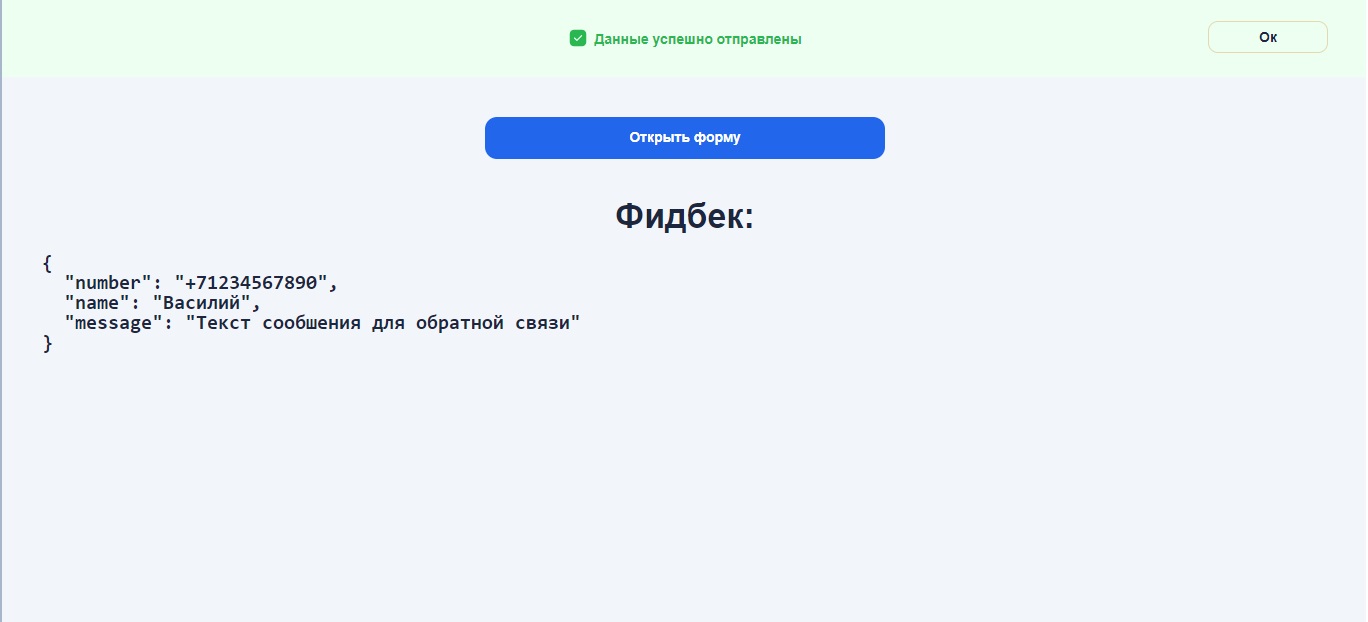 Данные успешно отправлены
Ок
Открыть форму
Фидбек:
{
  "number": "+71234567890",
  "name": "Василий",
  "message": "Текст сообшения для обратной связи"
}